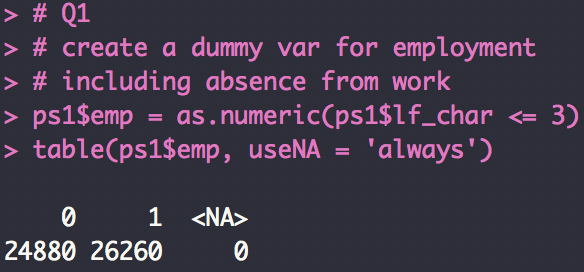 > # Q1
> # create a dummy var for employment
> # including absence from work
> ps1$emp = as.numeric(ps1$lf_char <= 3)
> table(ps1$emp, useNA = 'always')
    0     1  <NA>
24880 26260     0